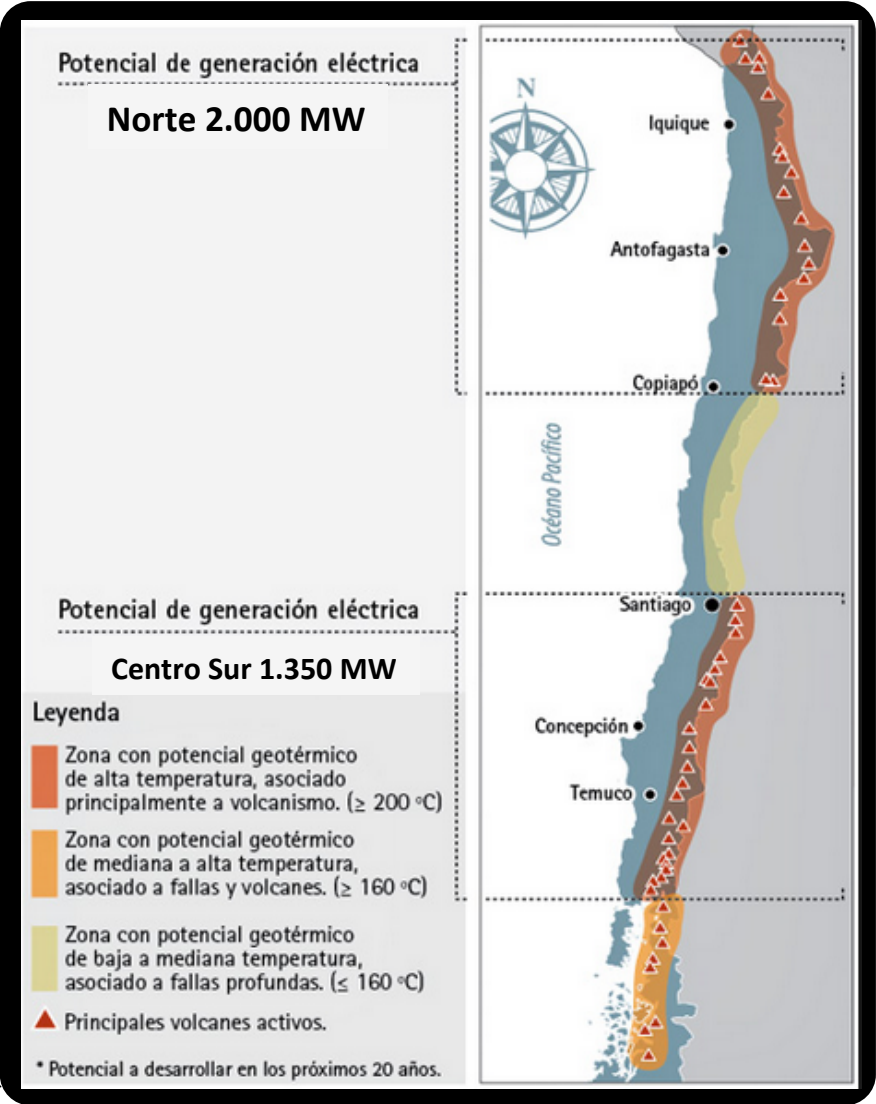 Potencial de generación eléctrica
Norte 2.000 MW
N
Iquique
Antofagasta
Copiapó
Océano Pacífico
Potencial de generación eléctrica
Santiago
Centro Sur 1.350 MW
Concepción
Temuco
Leyenda
Zona con potencial geotérmico
de alta temperatura, asociado
principalmente a volcanismo. (≥ 200 ºC)
Zona con potencial geotérmico
de mediana a alta temperatura,
asociado a fallas y volcanes. (≥ 160 ºC)
Zona con potencial geotérmico
de baja a mediana temperatura,
asociado a fallas profundas. (≤ 160 ºC)
Principales volcanes activos.
* Potencial a desarrollar en los próximos 20 años.